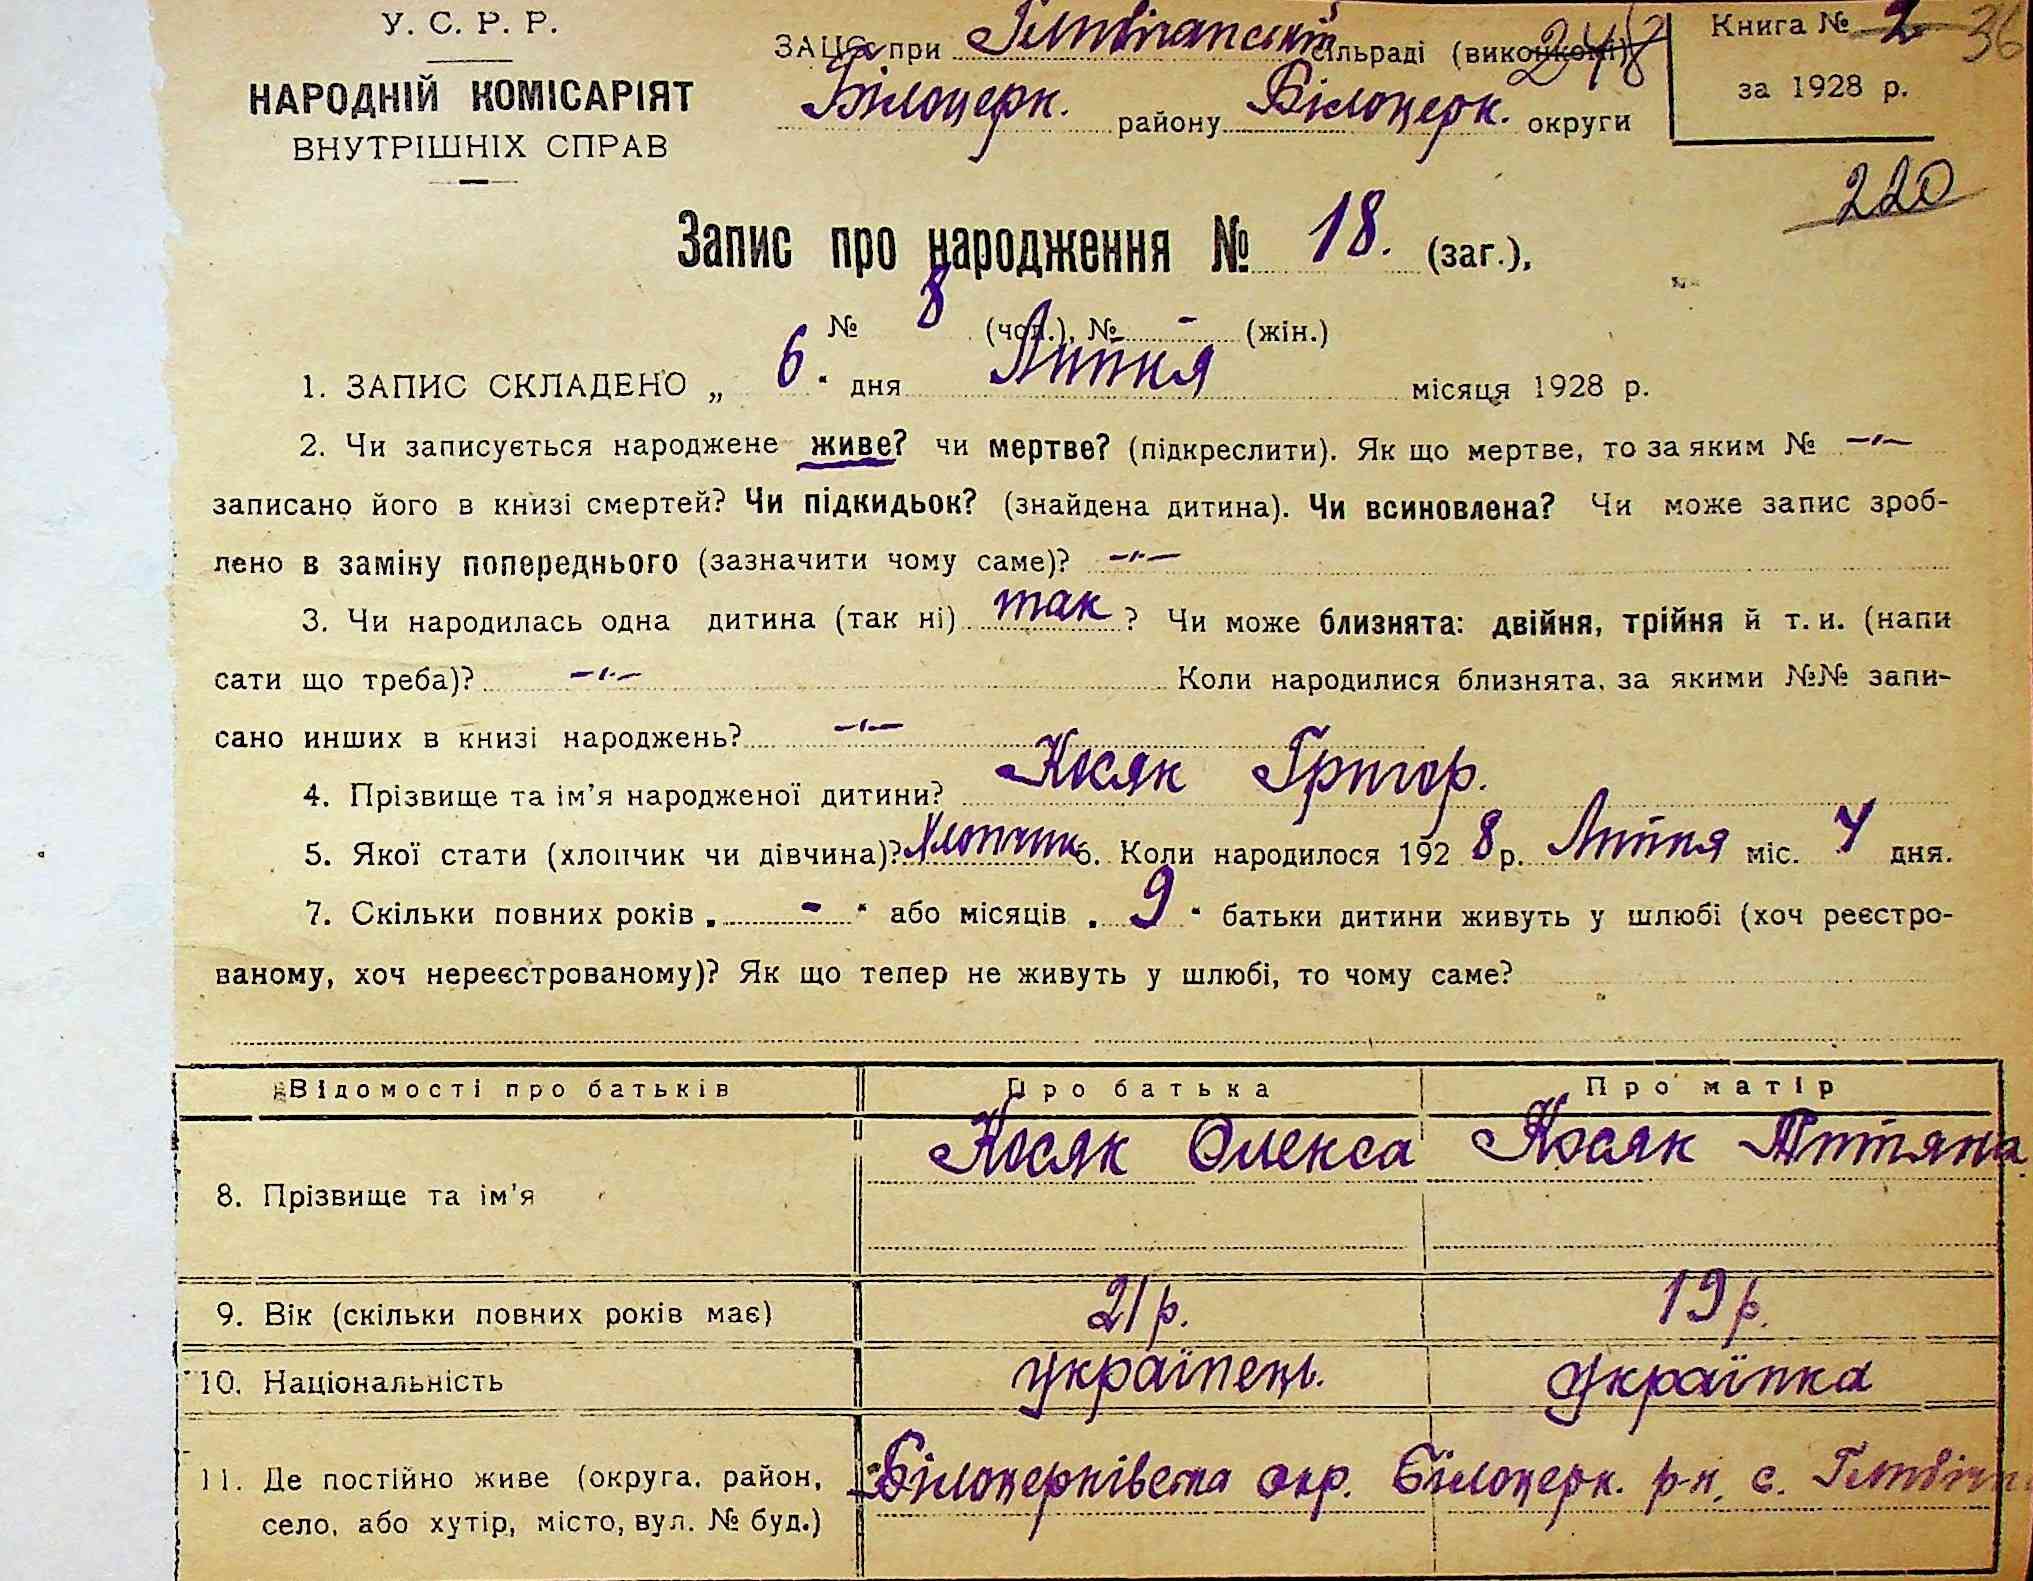 У. С. Р. Р.
НАРОДНІЙ КОМІСАРІЯТ
ВНУТРІШНІХ СПРАВ
ЗАЦС при сільраді (виконкомі) 248
Білоцерк. району Білоцерк. округи
Книга № 2 36
за 1928 р.
220
Запис про народження № 18. (заг.),
№ 8 (чол.), № - (жін.)
1. ЗАПИС СКЛАДЕНО „ 6 " дня Липня місяця 1928 р.
2. Чи записується народжене живе? чи мертве? (підкреслити). Як що мертве, то за яким № -"-
записано його в книзі смертей? Чи підкидьок? (знайдена дитина). Чи всиновлена? Чи може запис зроб-
лено в заміну попереднього (зазначити чому саме)? -"-
3. Чи народилась одна дитина (так ні) так ? Чи може близнята: двійня, трійня й т. и. (напи
сати що треба)? -"- Коли народилися близнята, за якими №№ запи-
сано инших в книзі народжень? -"-
4. Прізвище та ім'я народженої дитини? Косяк Григор.
5. Якої стати (хлопчик чи дівчина)? Хлопчик 6. Коли народилося 1928 р. Липня міс. 4 дня.
7. Скільки повних років „ - " або місяців „ 9 " батьки дитини живуть у шлюбі (хоч реєстро-
ваному, хоч нереєстрованому)? Як що тепер не живуть у шлюбі, то чому саме?
Відомості про батьків Про батька Про матір
8. Прізвище та ім'я Косяк Олекса Косяк Титяна
9. Вік (скільки повних років має) 21 р. 19 р.
10. Національність українець. українка
11. Де постійно живе (округа, район, Білоцерківська окр. Білоцерк. р-н. с.
село, або хутір, місто, вул. № буд.)